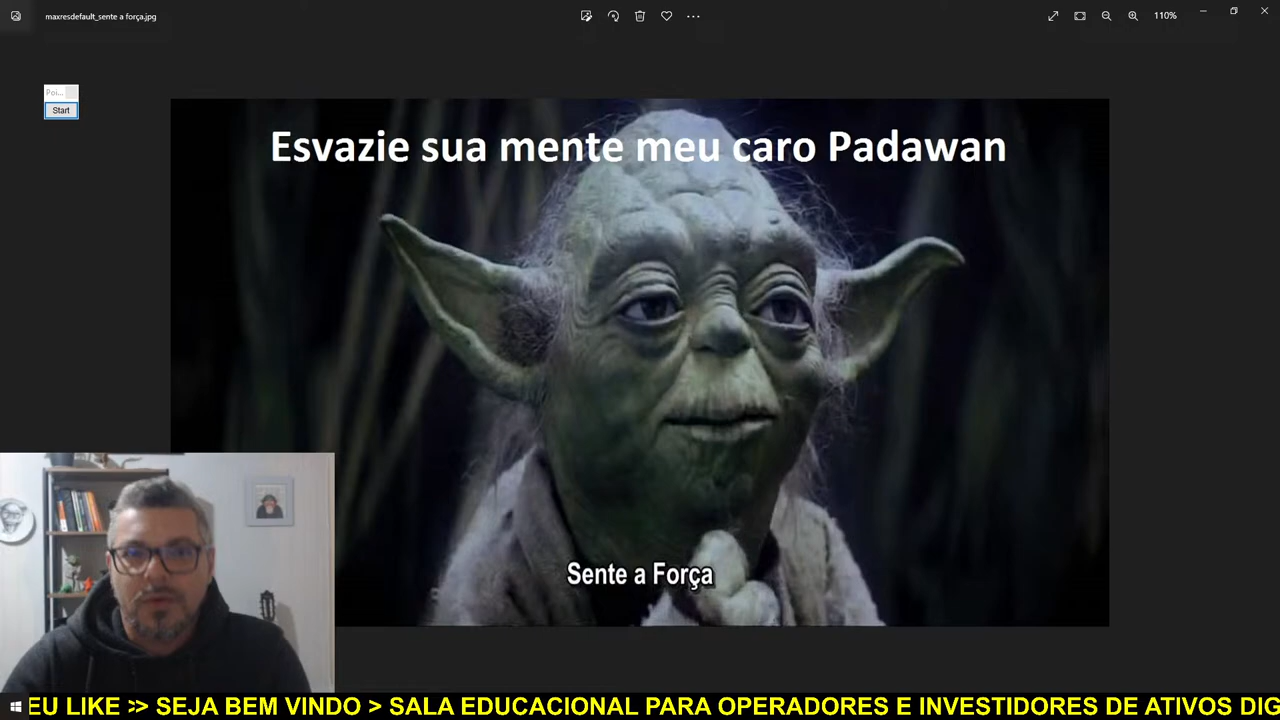 maxresdefault_sente a força.jpg
110%
Poi...
Start
Esvazie sua mente meu caro Padawan
Sente a Força
EU LIKE >> SEJA BEM VINDO > SALA EDUCACIONAL PARA OPERADORES E INVESTIDORES DE ATIVOS DIG